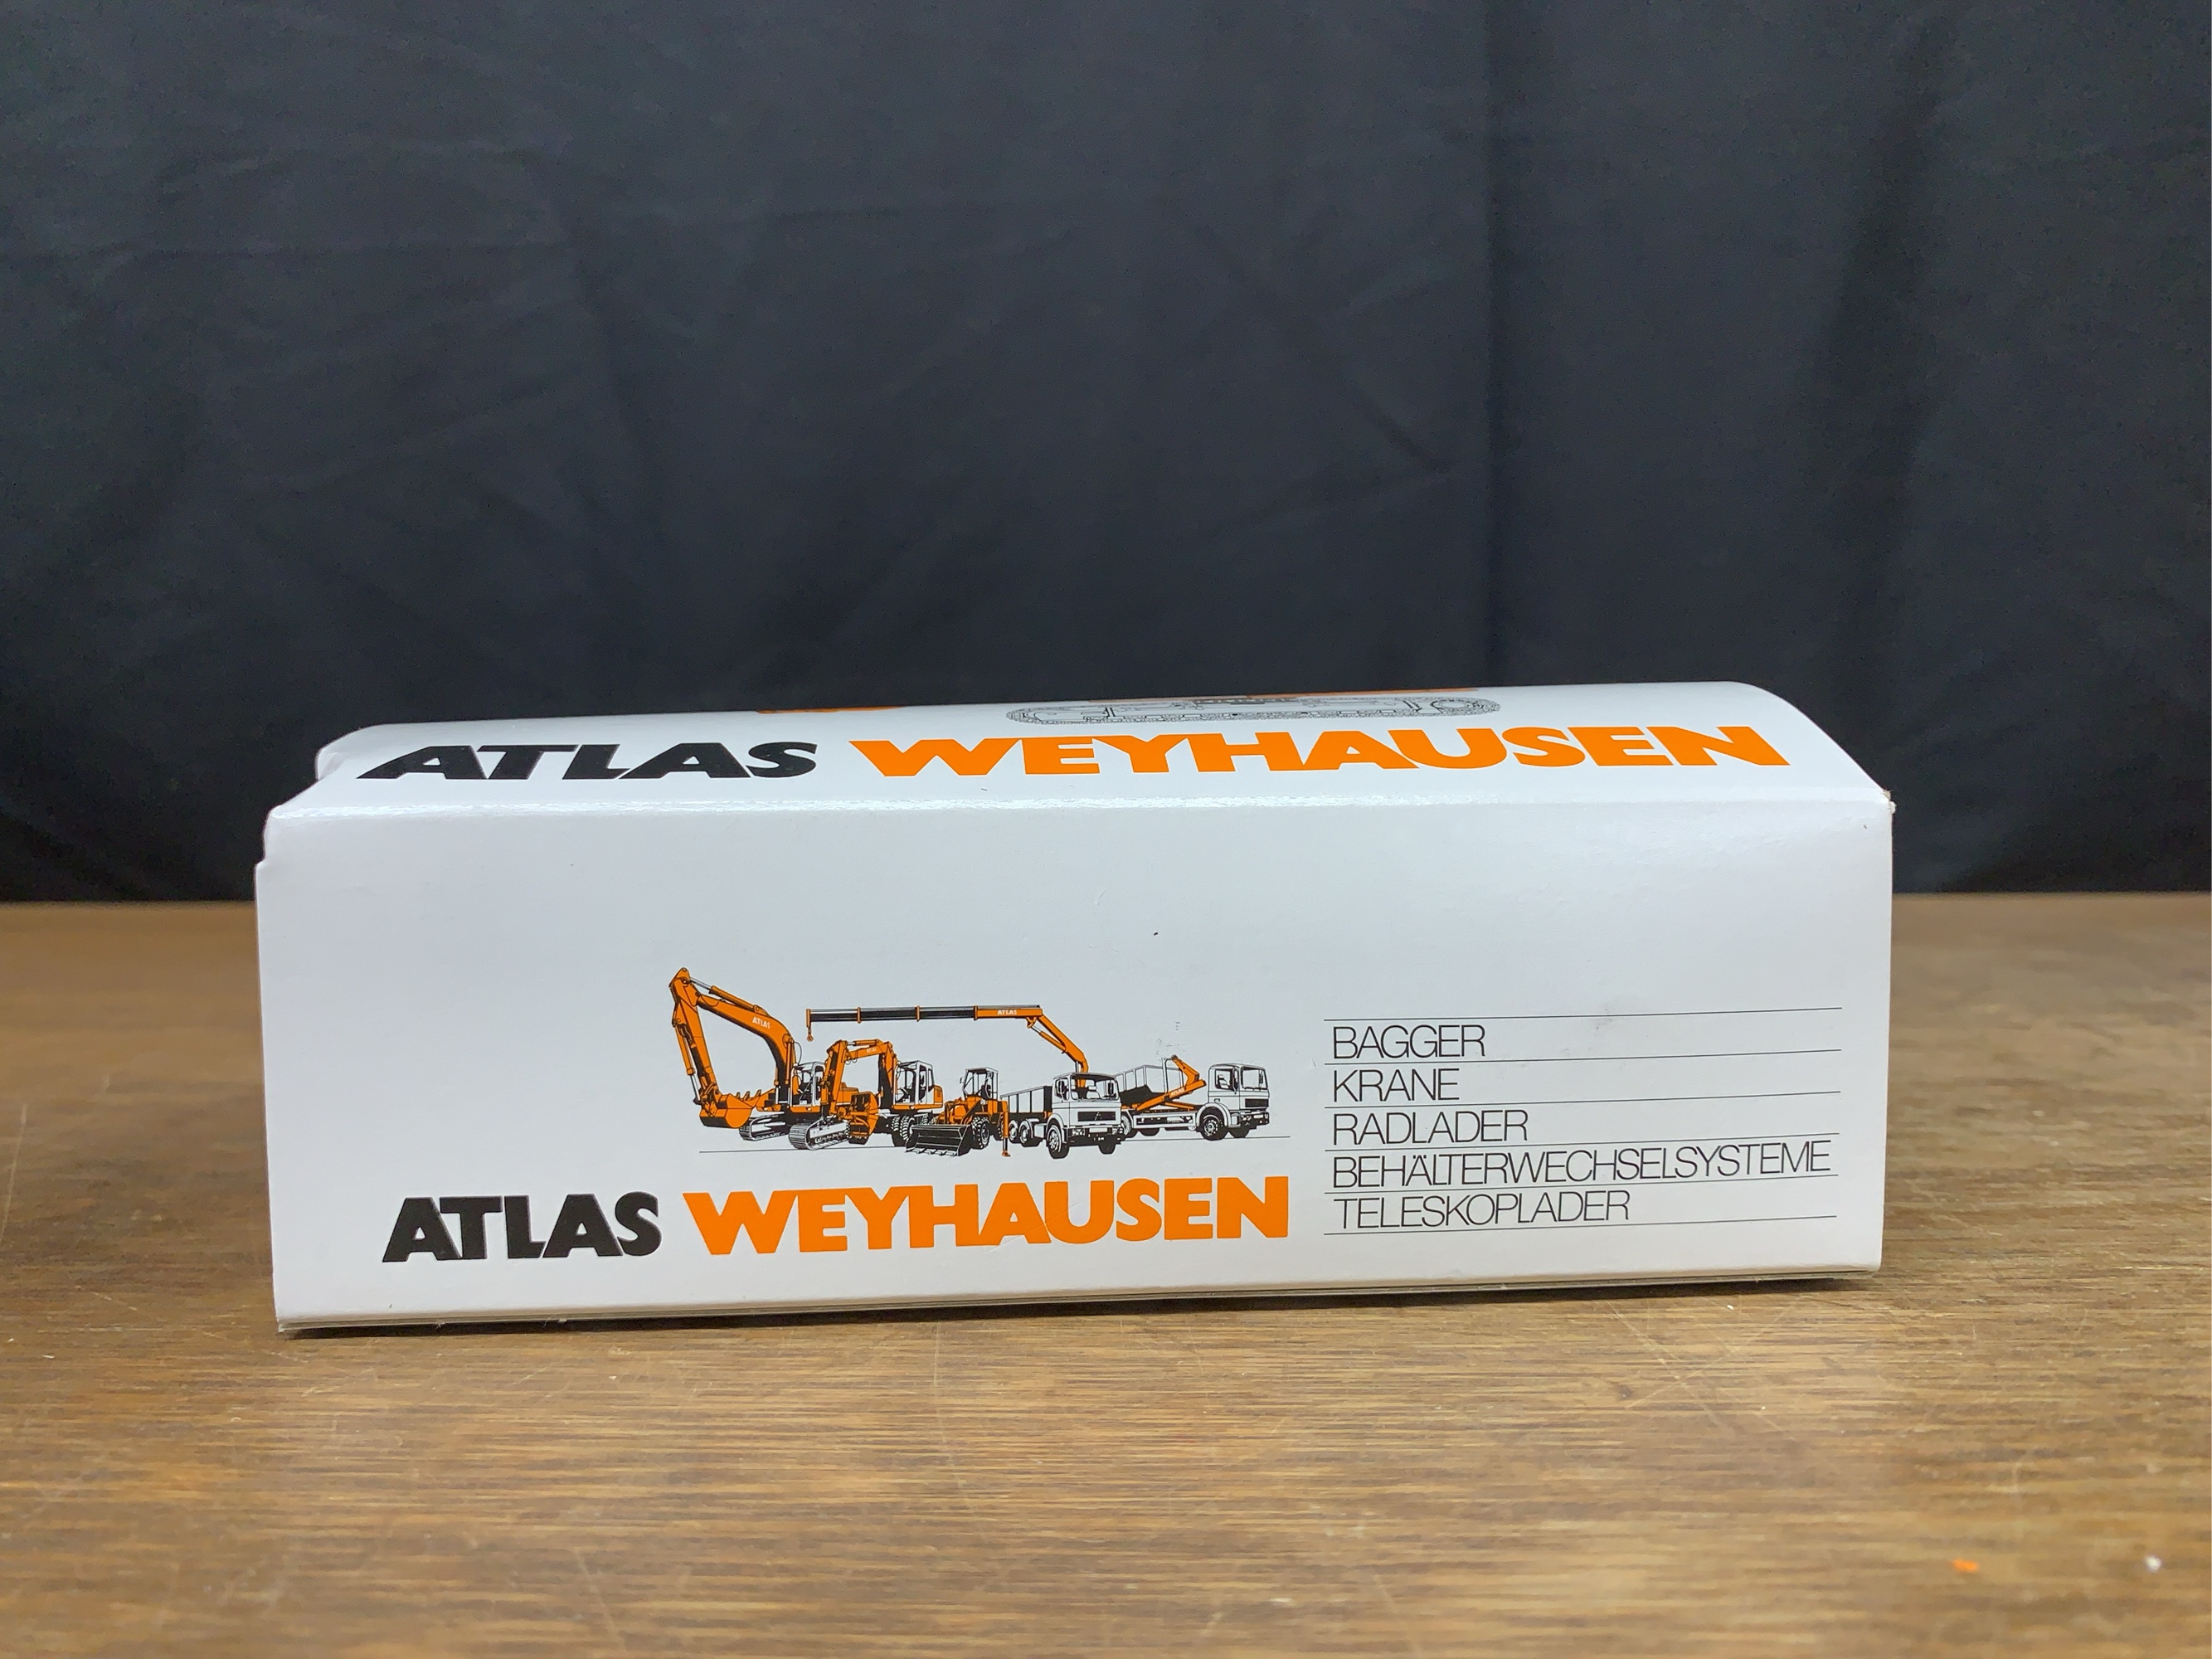 ATLAS WEYHAUSEN
ATLAS
ATLAS
BAGGER
KRANE
RADLADER
BEHÄLTERWECHSELSYSTEME
TELESKOPLADER
ATLAS WEYHAUSEN